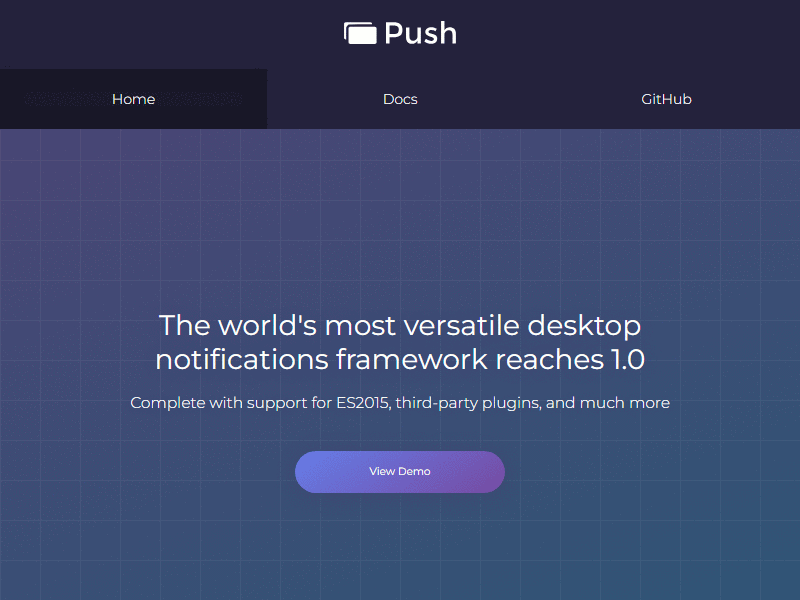 Push
Home
Docs
GitHub
The world's most versatile desktop
notifications framework reaches 1.0
Complete with support for ES2015, third-party plugins, and much more
View Demo